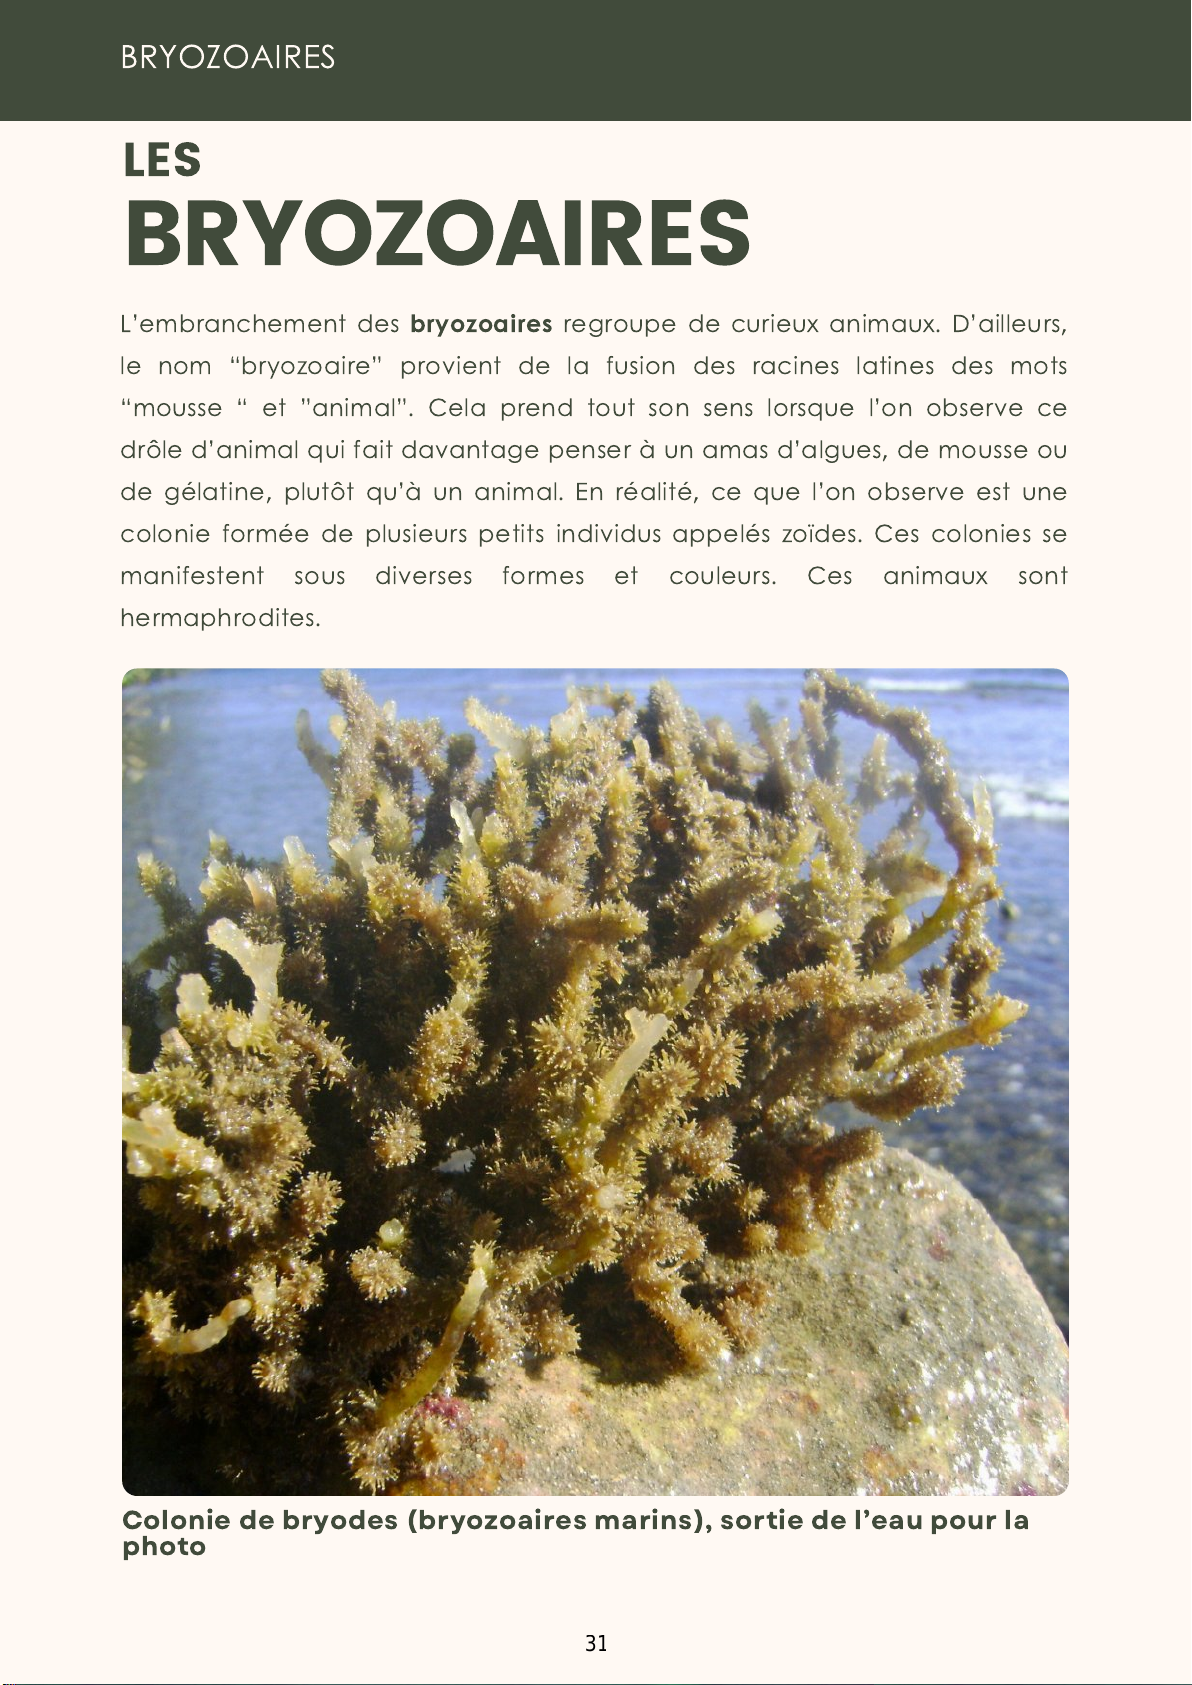 BRYOZOAIRES
LES
BRYOZOAIRES
L’embranchement des bryozoaires regroupe de curieux animaux. D’ailleurs,
le nom “bryozoaire” provient de la fusion des racines latines des mots
“mousse “ et ”animal”. Cela prend tout son sens lorsque l’on observe ce
drôle d’animal qui fait davantage penser à un amas d’algues, de mousse ou
de gélatine, plutôt qu’à un animal. En réalité, ce que l’on observe est une
colonie formée de plusieurs petits individus appelés zoïdes. Ces colonies se
manifestent sous diverses formes et couleurs. Ces animaux sont
hermaphrodites.
Colonie de bryodes (bryozoaires marins), sortie de l’eau pour la
photo
31